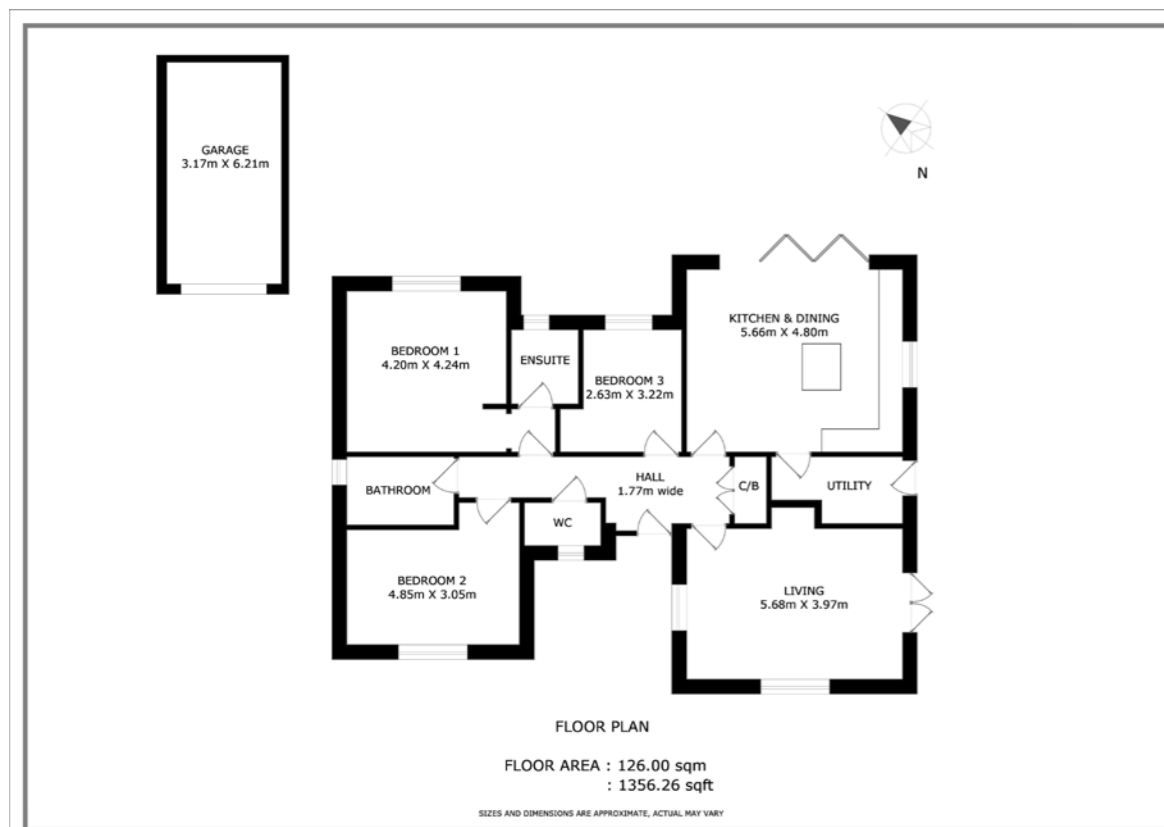 GARAGE
3.17m X 6.21m
N
KITCHEN & DINING
5.66m X 4.80m
BEDROOM 1
4.20m X 4.24m
ENSUITE
BEDROOM 3
2.63m X 3.22m
HALL
1.77m wide
C/B
UTILITY
BATHROOM
WC
BEDROOM 2
4.85m X 3.05m
LIVING
5.68m X 3.97m
FLOOR PLAN
FLOOR AREA : 126.00 sqm
: 1356.26 sqft
SIZES AND DIMENSIONS ARE APPROXIMATE, ACTUAL MAY VARY